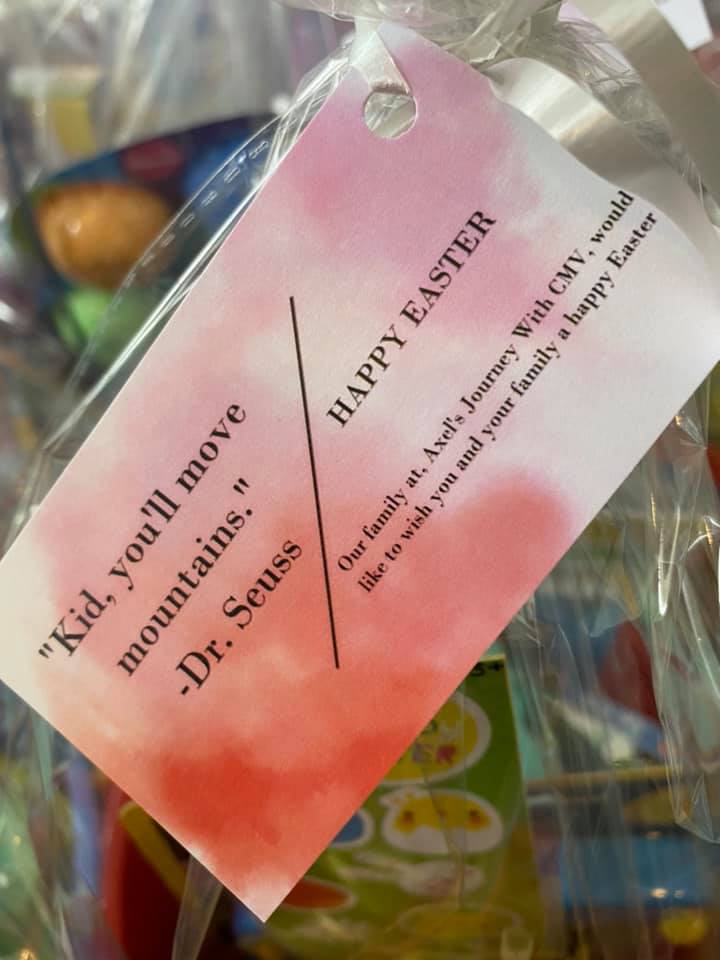 "Kid, you'll move
mountains."
-Dr. Seuss
HAPPY EASTER
Our family at, Axel's Journey With CMV, would
like to wish you and your family a happy Easter
3+